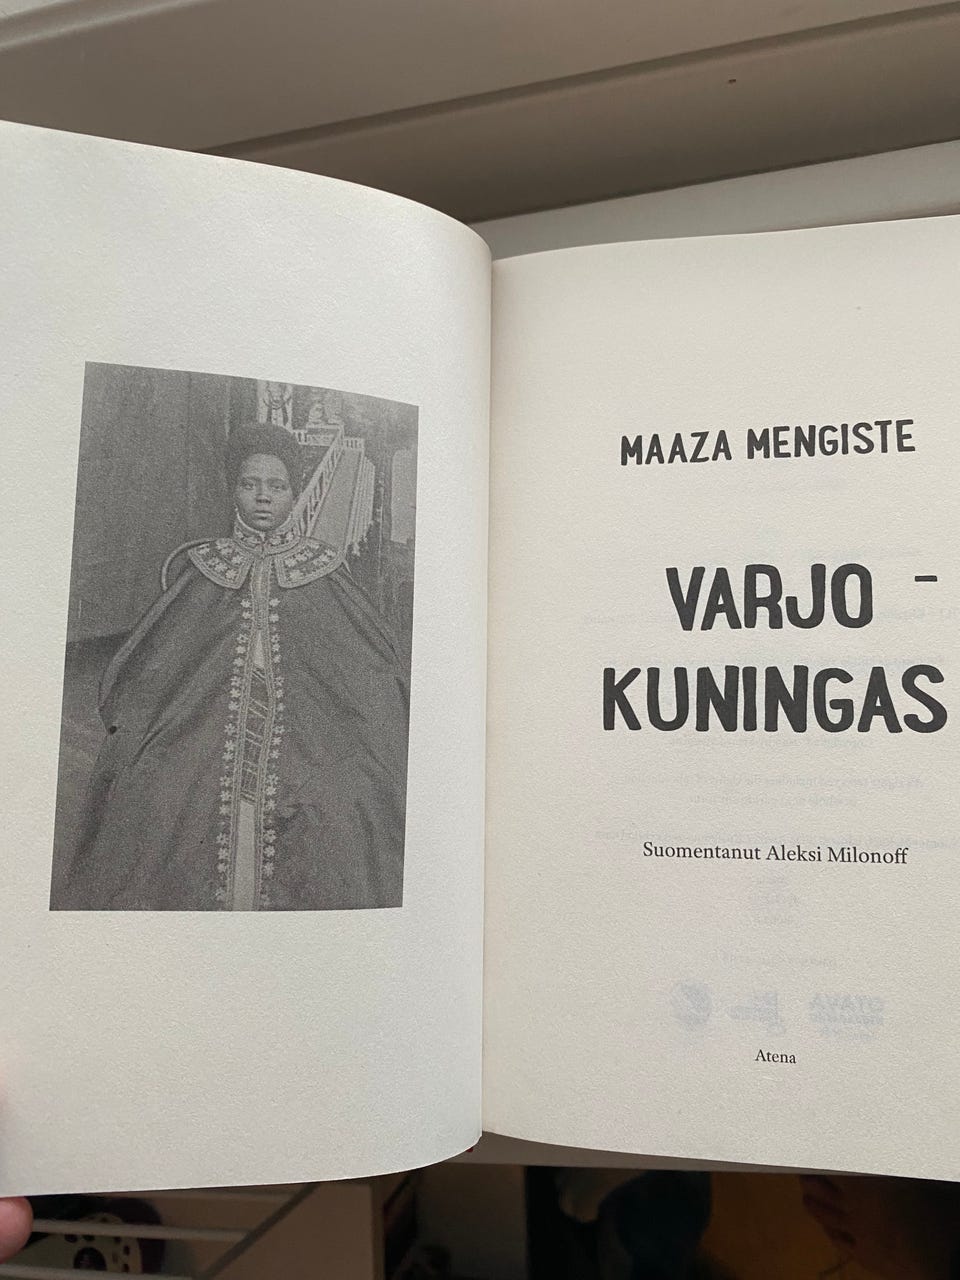 MAAZA MENGISTE
VARJO -
KUNINGAS
Suomentanut Aleksi Milonoff
Atena